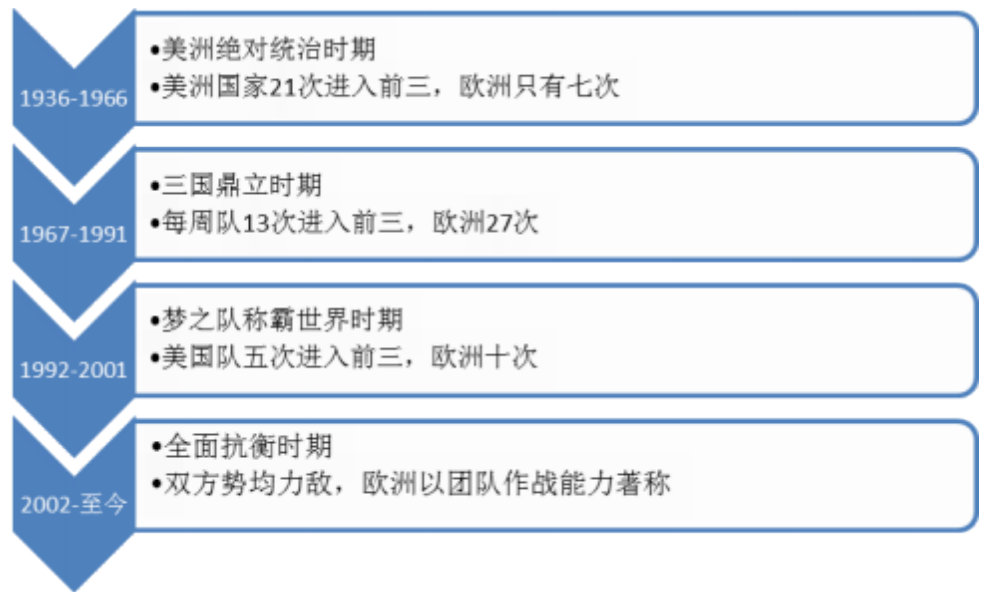 1936-1966
•美洲绝对统治时期
•美洲国家21次进入前三，欧洲只有七次
1967-1991
•三国鼎立时期
•每周队13次进入前三，欧洲27次
1992-2001
•梦之队称霸世界时期
•美国队五次进入前三，欧洲十次
2002-至今
•全面抗衡时期
•双方势均力敌，欧洲以团队作战能力著称